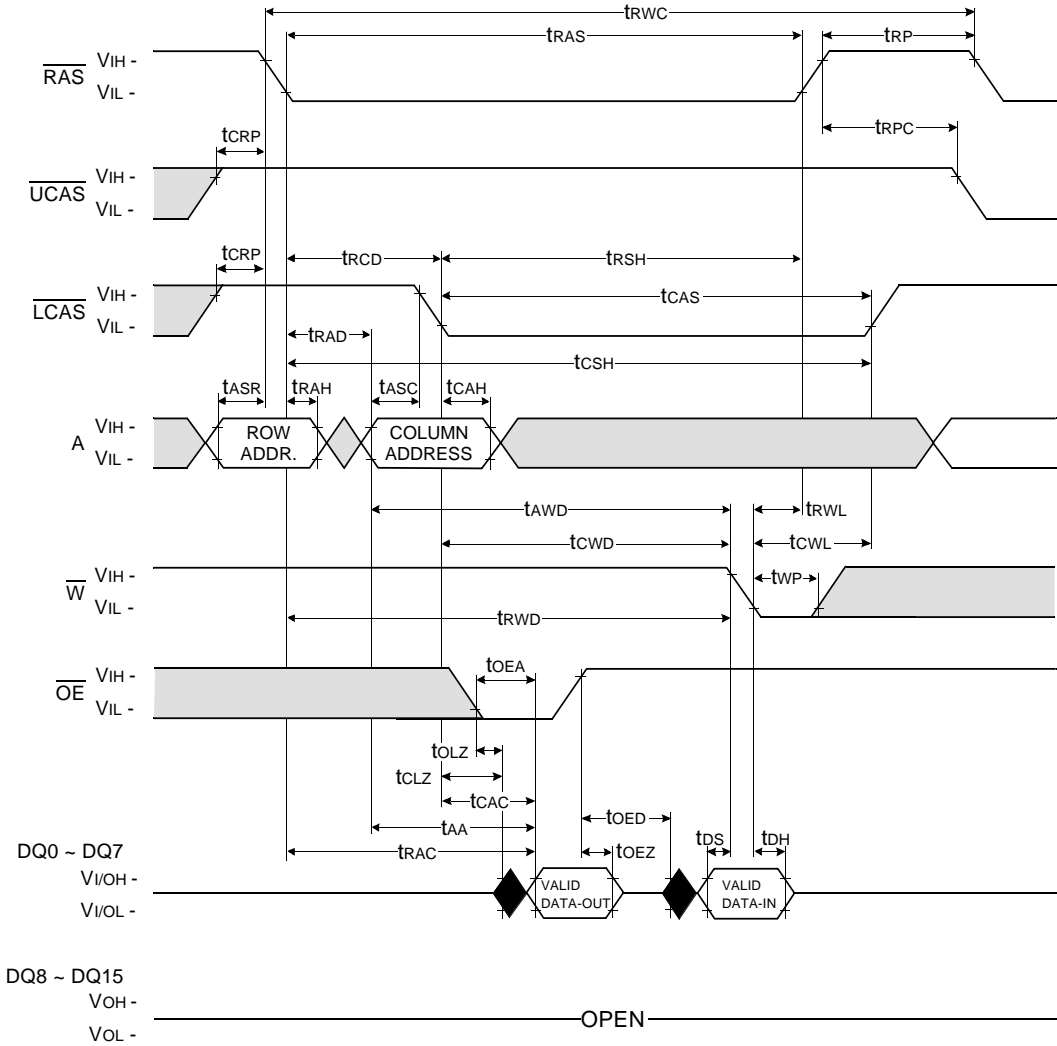 tRWC
tRAS
tRP
RAS
VIH -
VIL -
tCRP
tRPC
UCAS
VIH -
VIL -
tCRP
tRCD
tRSH
LCAS
VIH -
VIL -
tCAS
tRAD
tCSH
tASR
tRAH
tASC
tCAH
A
VIH -
VIL -
ROW
ADDR.
COLUMN
ADDRESS
tAWD
tRWL
tCWD
tCWL
W
VIH -
VIL -
tWP
tRWD
OE
VIH -
VIL -
tOEA
tOLZ
tCLZ
tCAC
tOED
tAA
tDS
tDH
tRAC
tOEZ
DQ0 ~ DQ7
VI/OH -
VI/OL -
VALID
DATA-OUT
VALID
DATA-IN
DQ8 ~ DQ15
VOH -
VOL -
OPEN